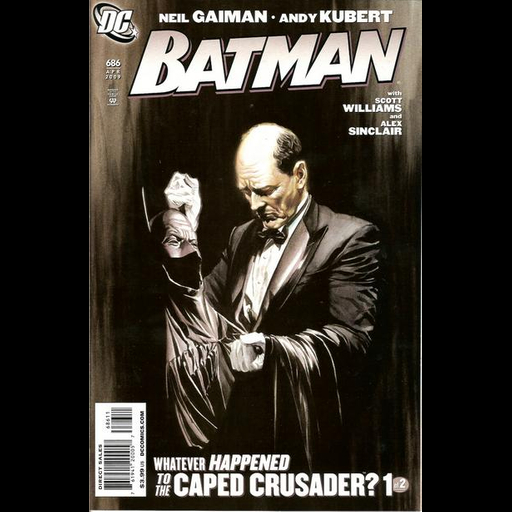 DC
NEIL GAIMAN • ANDY KUBERT
BATMAN
686
APR
2009
with
SCOTT
WILLIAMS
and
ALEX
SINCLAIR
WHATEVER HAPPENED
TO THE CAPED CRUSADER? 1
OF 2
DIRECT SALES
68611
$3.99 US
DCCOMICS.COM